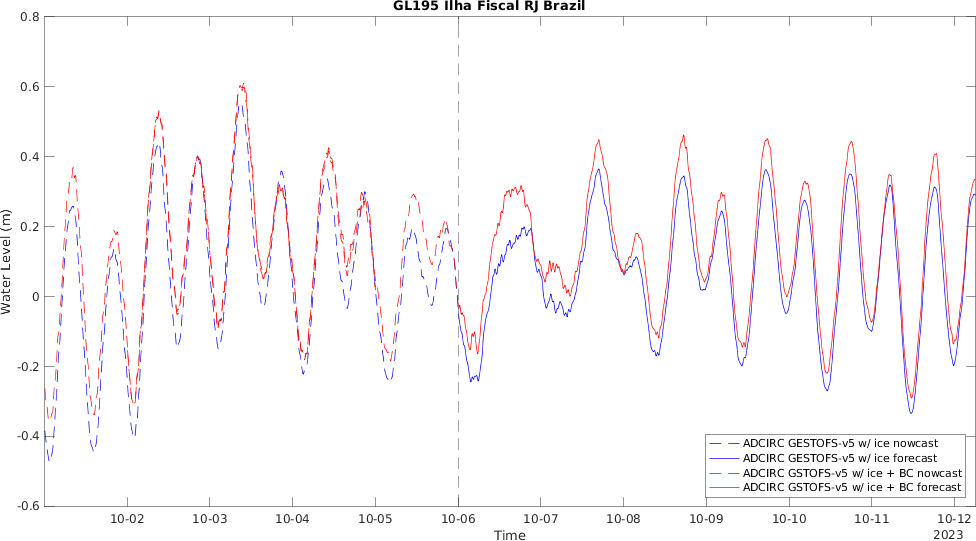 GL195 Ilha Fiscal RJ Brazil
0.8
0.6
0.4
0.2
0
-0.2
-0.4
-0.6
Water Level (m)
ADCIRC GESTOFS-v5 w/ ice nowcast
ADCIRC GESTOFS-v5 w/ ice forecast
ADCIRC GSTOFS-v5 w/ ice + BC nowcast
ADCIRC GSTOFS-v5 w/ ice + BC forecast
10-02 10-03 10-04 10-05 10-06 10-07 10-08 10-09 10-10 10-11 10-12
Time 2023